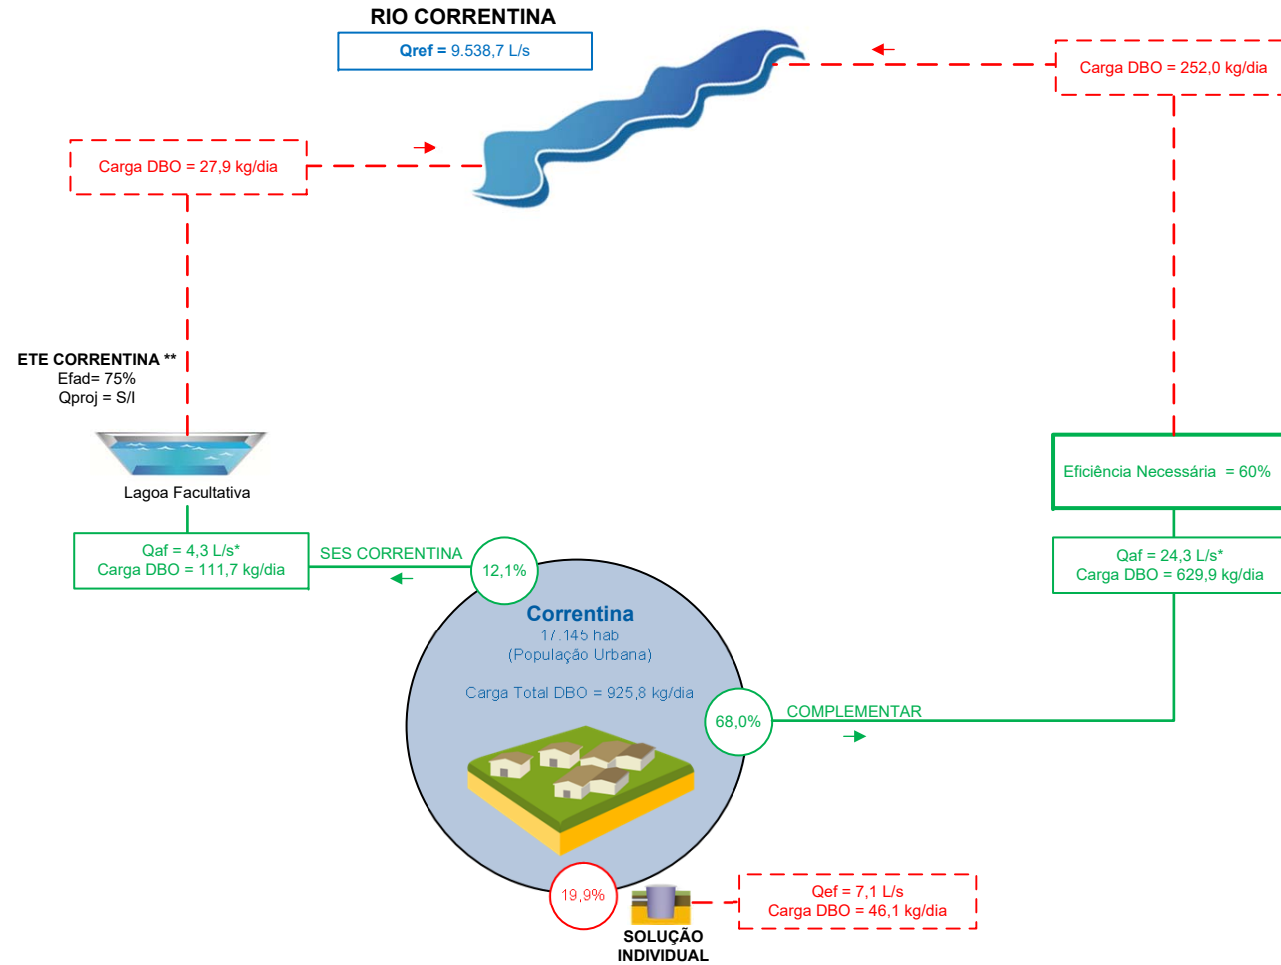 RIO CORRENTINA
Qref = 9.538,7 L/s
Carga DBO = 252,0 kg/dia
Carga DBO = 27,9 kg/dia
ETE CORRENTINA **
Efad= 75%
Qproj = S/I
Lagoa Facultativa
Eficiência Necessária = 60%
Qaf = 4,3 L/s*
Carga DBO = 111,7 kg/dia
SES CORRENTINA
12,1%
Qaf = 24,3 L/s*
Carga DBO = 629,9 kg/dia
Correntina
17.145 hab
(População Urbana)
Carga Total DBO = 925,8 kg/dia
68,0%
COMPLEMENTAR
19,9%
SOLUÇÃO
INDIVIDUAL
Qef = 7,1 L/s
Carga DBO = 46,1 kg/dia